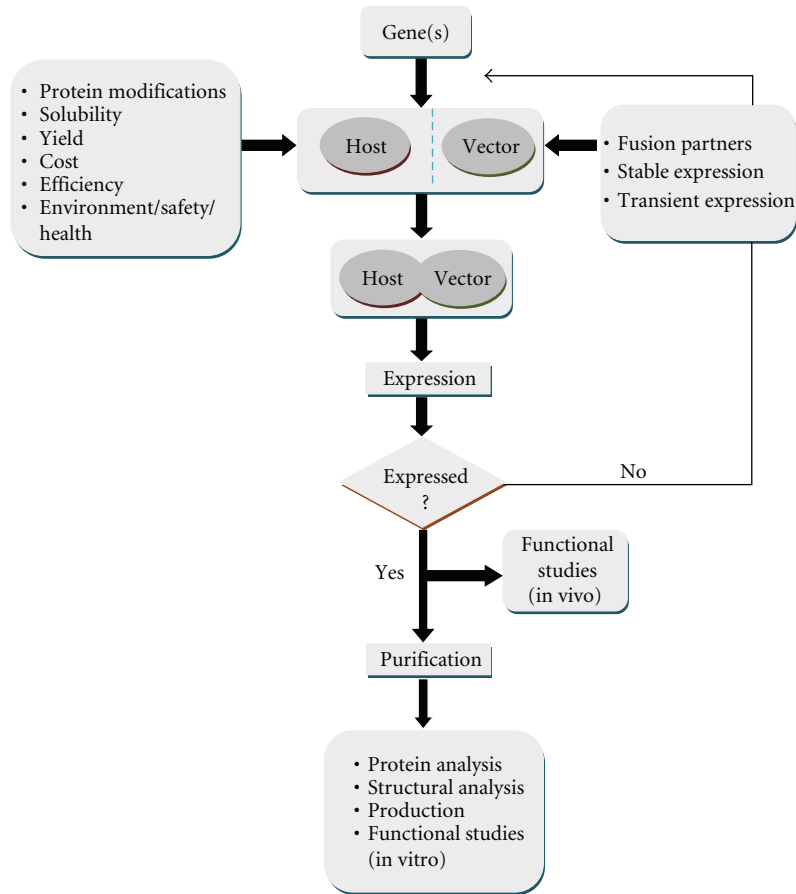 Gene(s)
• Protein modifications
• Solubility
• Yield
• Cost
• Efficiency
• Environment/safety/
health
Host
Vector
• Fusion partners
• Stable expression
• Transient expression
Host
Vector
Expression
Expressed
?
No
Yes
Functional
studies
(in vivo)
Purification
• Protein analysis
• Structural analysis
• Production
• Functional studies
(in vitro)